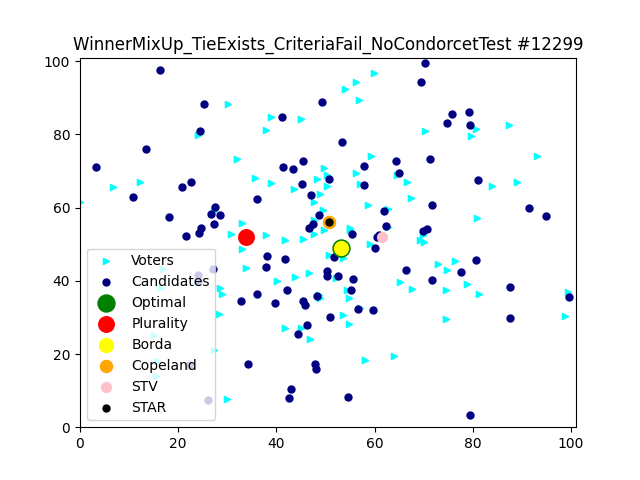 WinnerMixUp_TieExists_CriteriaFail_NoCondorcetTest #12299
100
80
60
40
20
0
Voters
Candidates
Optimal
Plurality
Borda
Copeland
STV
STAR
0 20 40 60 80 100